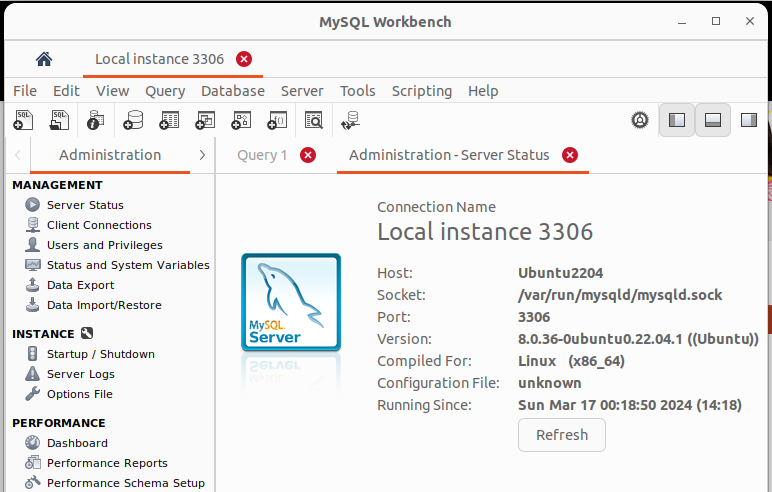 MySQL Workbench
Local instance 3306
File Edit View Query Database Server Tools Scripting Help
SQL SQL
Administration
Query 1
Administration - Server Status
MANAGEMENT
Server Status
Client Connections
Users and Privileges
Status and System Variables
Data Export
Data Import/Restore
INSTANCE
Startup / Shutdown
Server Logs
Options File
PERFORMANCE
Dashboard
Performance Reports
Performance Schema Setup
MySQL
Server
Connection Name
Local instance 3306
Host: Ubuntu2204
Socket: /var/run/mysqld/mysqld.sock
Port: 3306
Version: 8.0.36-0ubuntu0.22.04.1 ((Ubuntu))
Compiled For: Linux (x86_64)
Configuration File: unknown
Running Since: Sun Mar 17 00:18:50 2024 (14:18)
Refresh